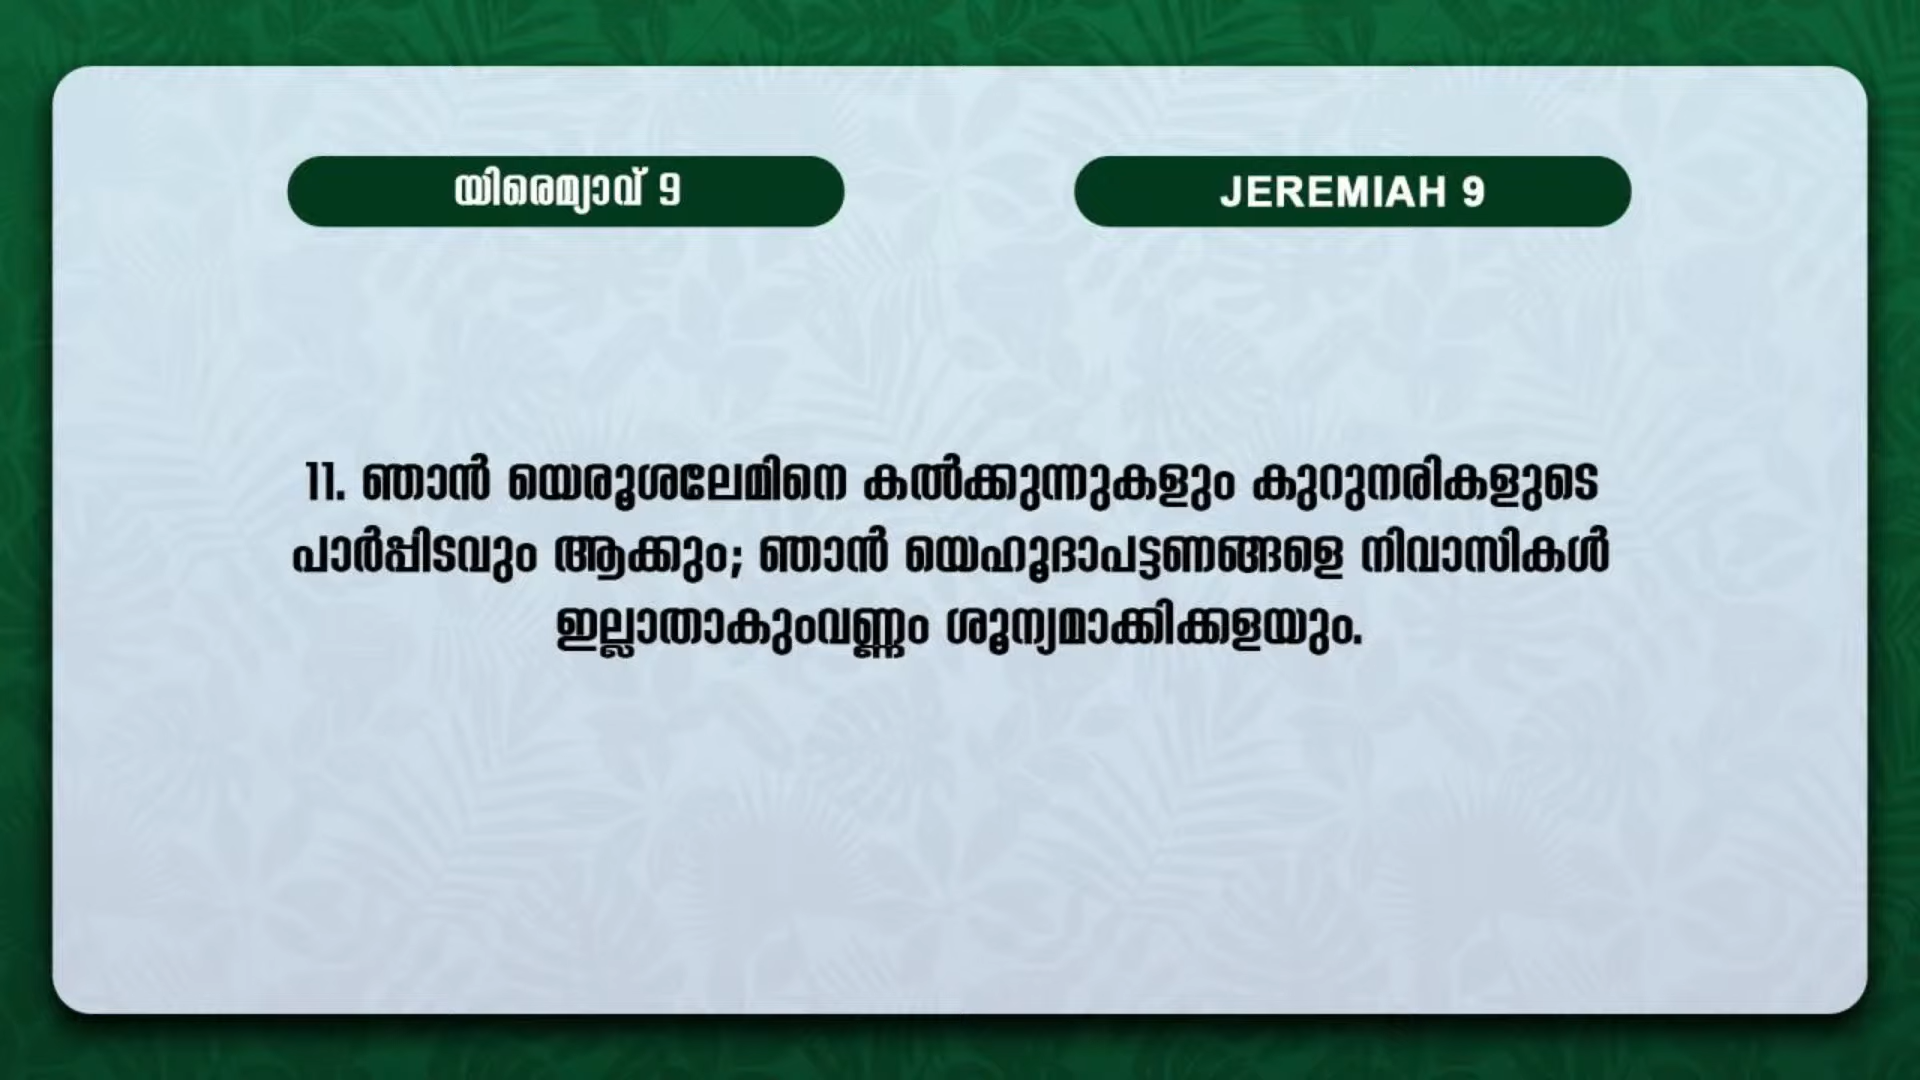 യിരെമ്യാവ് 9
JEREMIAH 9
11. ഞാൻ യെരൂശലേമിനെ കൽക്കുന്നുകളും കുറുനരികളുടെ
പാർപ്പിടവും ആക്കും; ഞാൻ യെഹൂദാപട്ടണങ്ങളെ നിവാസികൾ
ഇല്ലാതാകുംവണ്ണം ശൂന്യമാക്കിക്കളയും.